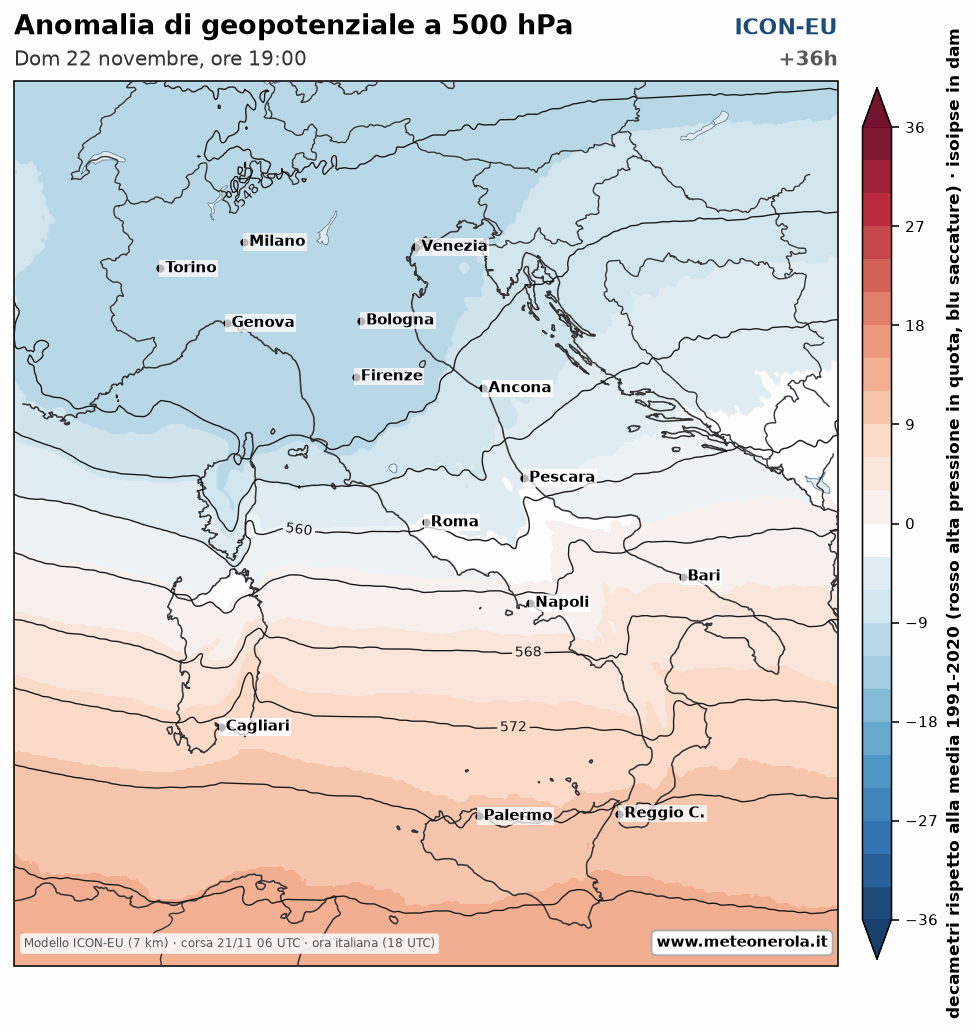 Anomalia di geopotenziale a 500 hPa
ICON-EU
Dom 22 novembre, ore 19:00
+36h
548
Milano
Venezia
Torino
Genova
Bologna
Firenze
Ancona
Pescara
Roma
560
Bari
Napoli
568
Cagliari
572
Palermo
Reggio C.
Modello ICON-EU (7 km) · corsa 21/11 06 UTC · ora italiana (18 UTC)
www.meteonerola.it
36
27
18
9
0
−9
−18
−27
−36
decametri rispetto alla media 1991-2020 (rosso alta pressione in quota, blu saccature) · isoipse in dam